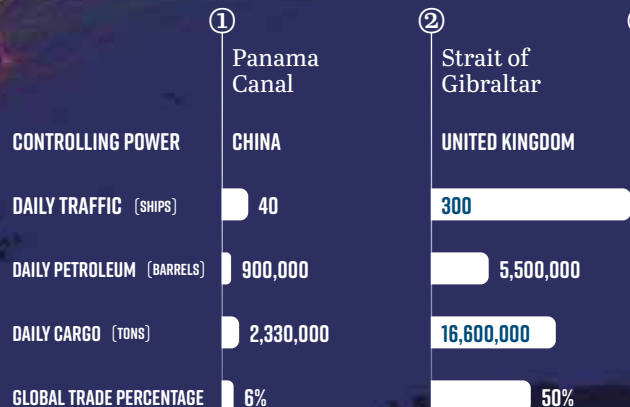 ① ②
Panama Strait of
Canal Gibraltar
CONTROLLING POWER CHINA UNITED KINGDOM
DAILY TRAFFIC (SHIPS) 40 300
DAILY PETROLEUM (BARRELS) 900,000 5,500,000
DAILY CARGO (TONS) 2,330,000 16,600,000
GLOBAL TRADE PERCENTAGE 6% 50%